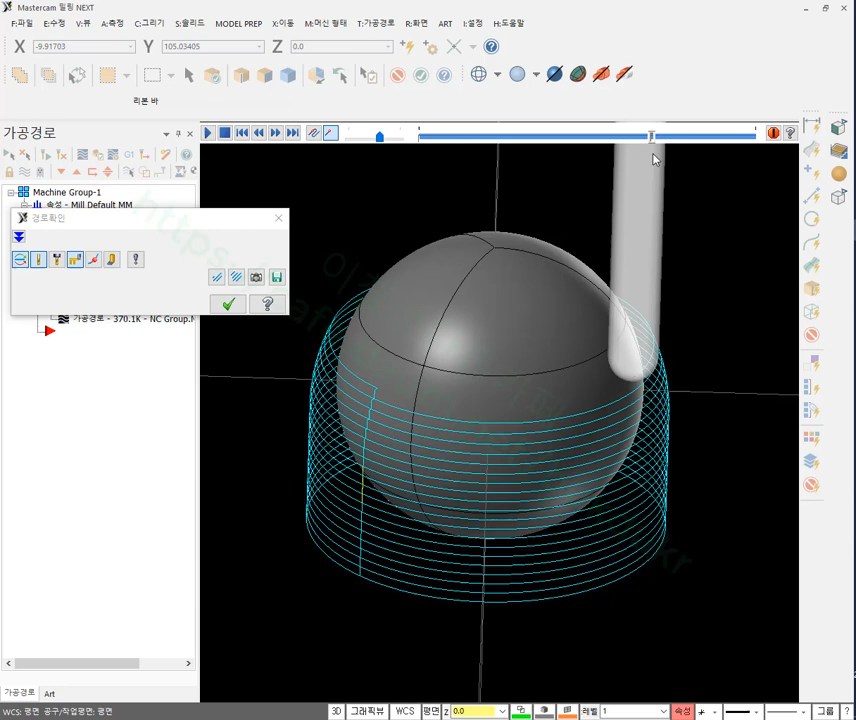 Mastercam 밀링 NEXT
F:파일 E:수정 V:뷰 A:측정 C:그리기 S:솔리드 MODEL PREP X:이동 M:머신 형태 T:가공경로 R:화면 ART I:설정 H:도움말
X -9.91703 Y 105.03405 Z 0.0
리본 바
가공경로
Machine Group-1
속성 - Mill Default MM
경로확인
가공경로 - 370.1K - NC Group.N
가공경로 Art
WCS: 평면 공구/작업평면: 평면 3D 그래픽뷰 WCS 평면 Z 0.0 레벨 1 속성 그룹 ?